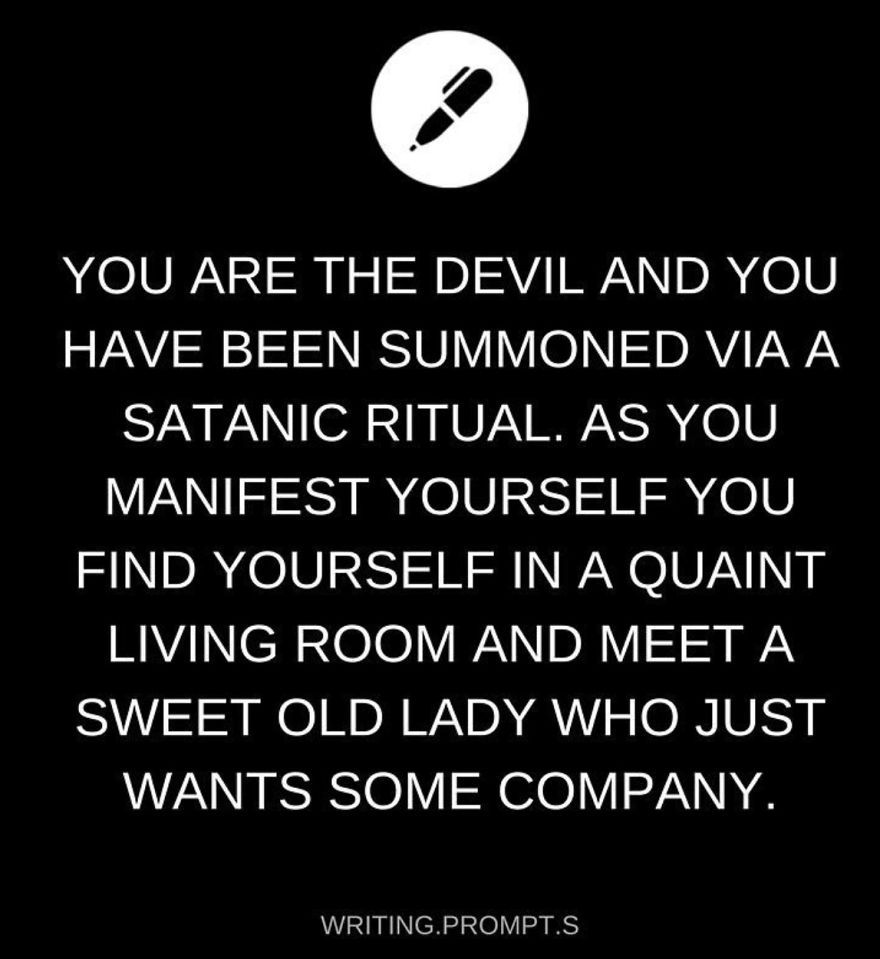 YOU ARE THE DEVIL AND YOU
HAVE BEEN SUMMONED VIA A
SATANIC RITUAL. AS YOU
MANIFEST YOURSELF YOU
FIND YOURSELF IN A QUAINT
LIVING ROOM AND MEET A
SWEET OLD LADY WHO JUST
WANTS SOME COMPANY.
WRITING.PROMPT.S